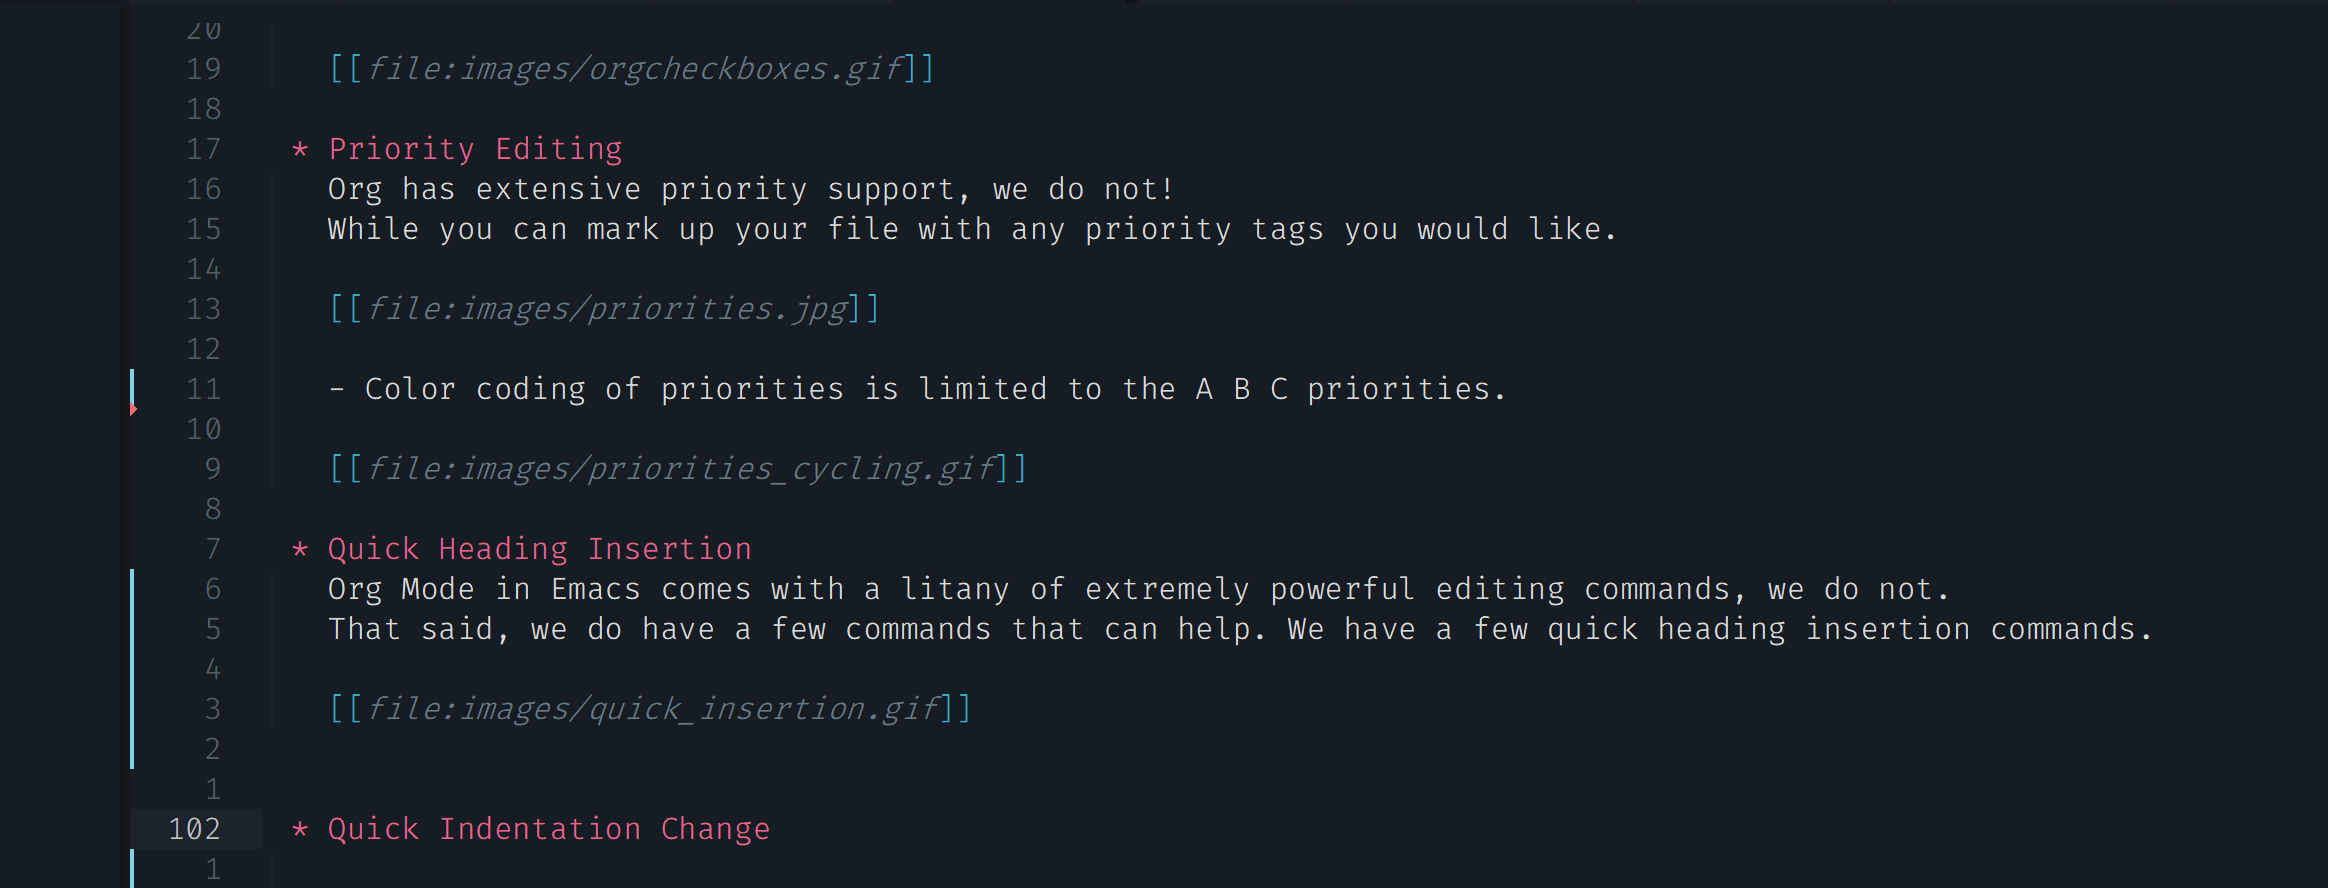 20
19 [[file:images/orgcheckboxes.gif]]
18
17 * Priority Editing
16 Org has extensive priority support, we do not!
15 While you can mark up your file with any priority tags you would like.
14
13 [[file:images/priorities.jpg]]
12
11 - Color coding of priorities is limited to the A B C priorities.
10
9 [[file:images/priorities_cycling.gif]]
8
7 * Quick Heading Insertion
6 Org Mode in Emacs comes with a litany of extremely powerful editing commands, we do not.
5 That said, we do have a few commands that can help. We have a few quick heading insertion commands.
4
3 [[file:images/quick_insertion.gif]]
2
1
102 * Quick Indentation Change
1